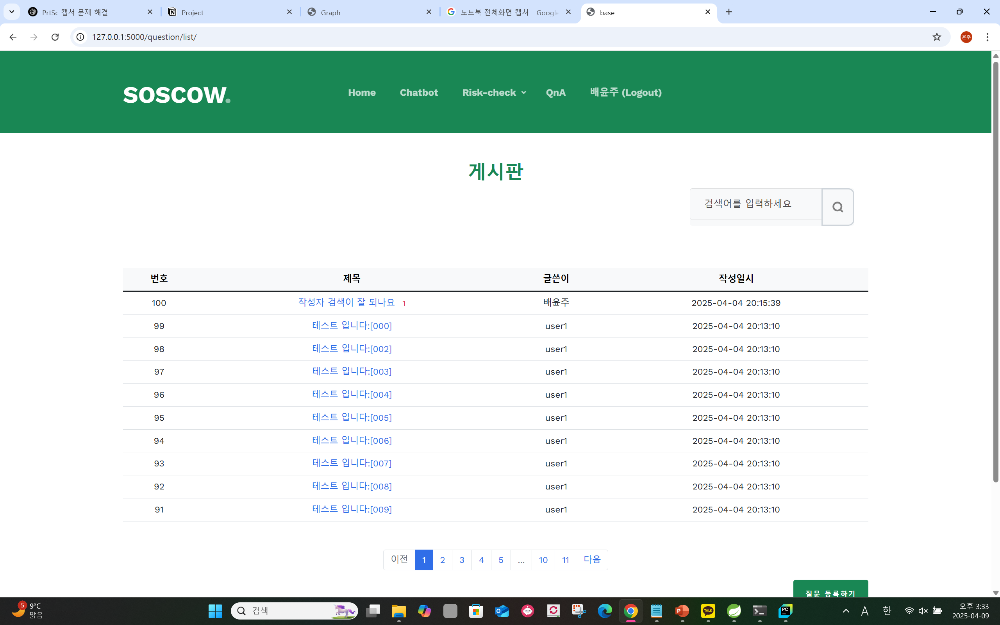 PrtSc 캡처 문제 해결
Project
Graph
노트북 전체화면 캡쳐 - Google
base
127.0.0.1:5000/question/list/
윤주
SOSCOW.
Home Chatbot Risk-check QnA 배윤주 (Logout)
게시판
검색어를 입력하세요
번호 제목 글쓴이 작성일시
100 작성자 검색이 잘 되나요 1 배윤주 2025-04-04 20:15:39
99 테스트 입니다:[000] user1 2025-04-04 20:13:10
98 테스트 입니다:[002] user1 2025-04-04 20:13:10
97 테스트 입니다:[003] user1 2025-04-04 20:13:10
96 테스트 입니다:[004] user1 2025-04-04 20:13:10
95 테스트 입니다:[005] user1 2025-04-04 20:13:10
94 테스트 입니다:[006] user1 2025-04-04 20:13:10
93 테스트 입니다:[007] user1 2025-04-04 20:13:10
92 테스트 입니다:[008] user1 2025-04-04 20:13:10
91 테스트 입니다:[009] user1 2025-04-04 20:13:10
이전 1 2 3 4 5 ... 10 11 다음
질문 등록하기
5 9°C
맑음
검색
TALK
PC
A 한
오후 3:33
2025-04-09